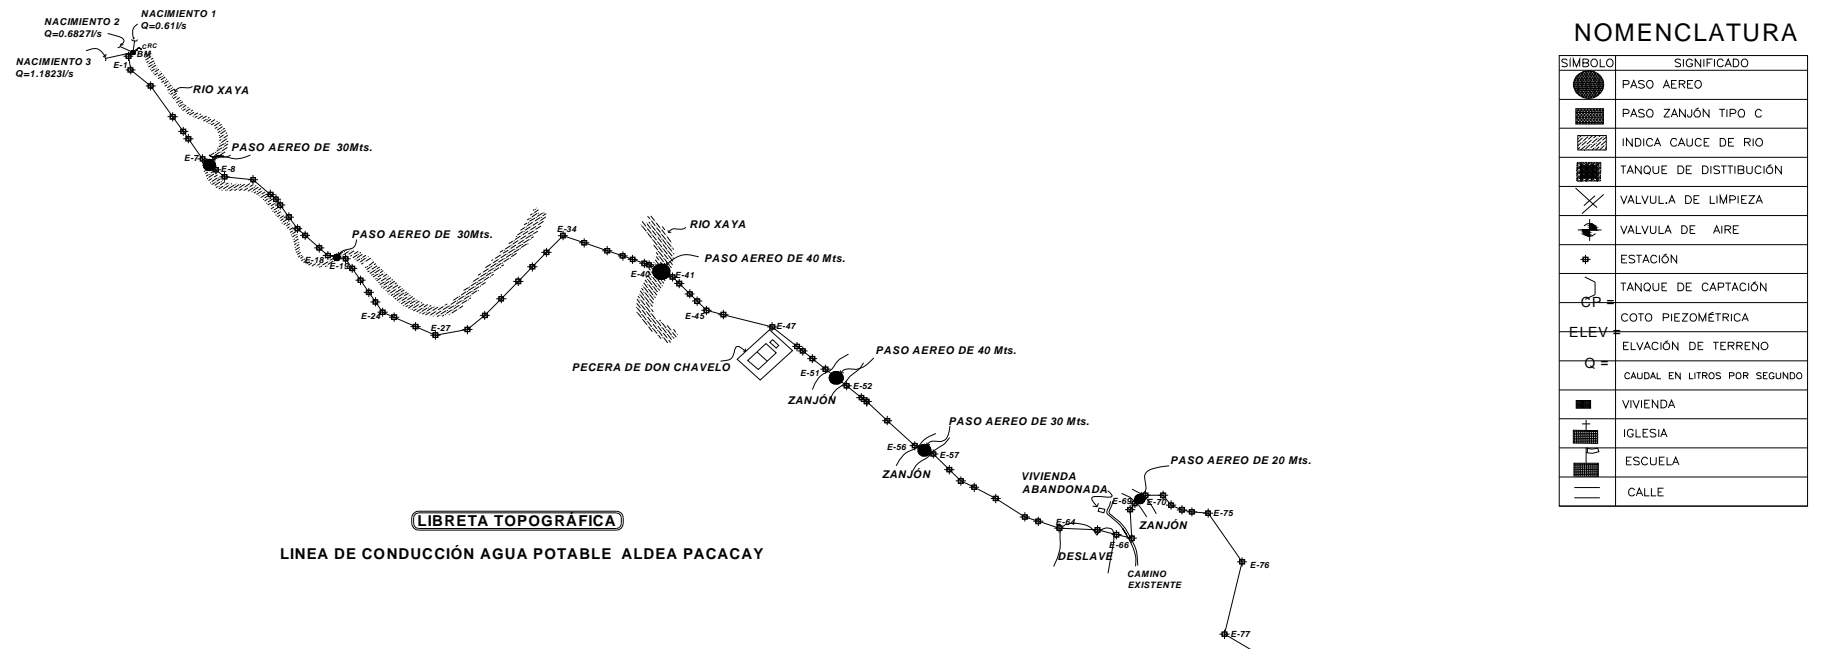 NACIMIENTO 1
Q=0.61l/s
NACIMIENTO 2
Q=0.6827l/s
NACIMIENTO 3
Q=1.1823l/s
CRC
BM
E-1
RIO XAYA
PASO AEREO DE 30Mts.
E-7
E-8
PASO AEREO DE 30Mts.
E-18
E-19
E-24
E-27
E-34
RIO XAYA
PASO AEREO DE 40 Mts.
E-40
E-41
E-45
E-47
PECERA DE DON CHAVELO
PASO AEREO DE 40 Mts.
E-51
E-52
ZANJÓN
PASO AEREO DE 30 Mts.
E-56
E-57
ZANJÓN
VIVIENDA
ABANDONADA
PASO AEREO DE 20 Mts.
E-69
E-70
ZANJÓN
E-64
E-66
DESLAVE
CAMINO
EXISTENTE
E-75
E-76
E-77
LIBRETA TOPOGRÁFICA
LINEA DE CONDUCCIÓN AGUA POTABLE ALDEA PACACAY
NOMENCLATURA
SÍMBOLO SIGNIFICADO
PASO AEREO
PASO ZANJÓN TIPO C
INDICA CAUCE DE RIO
TANQUE DE DISTTIBUCIÓN
VALVUL.A DE LIMPIEZA
VALVULA DE AIRE
ESTACIÓN
TANQUE DE CAPTACIÓN
CP = COTO PIEZOMÉTRICA
ELEV = ELVACIÓN DE TERRENO
Q = CAUDAL EN LITROS POR SEGUNDO
VIVIENDA
IGLESIA
ESCUELA
CALLE